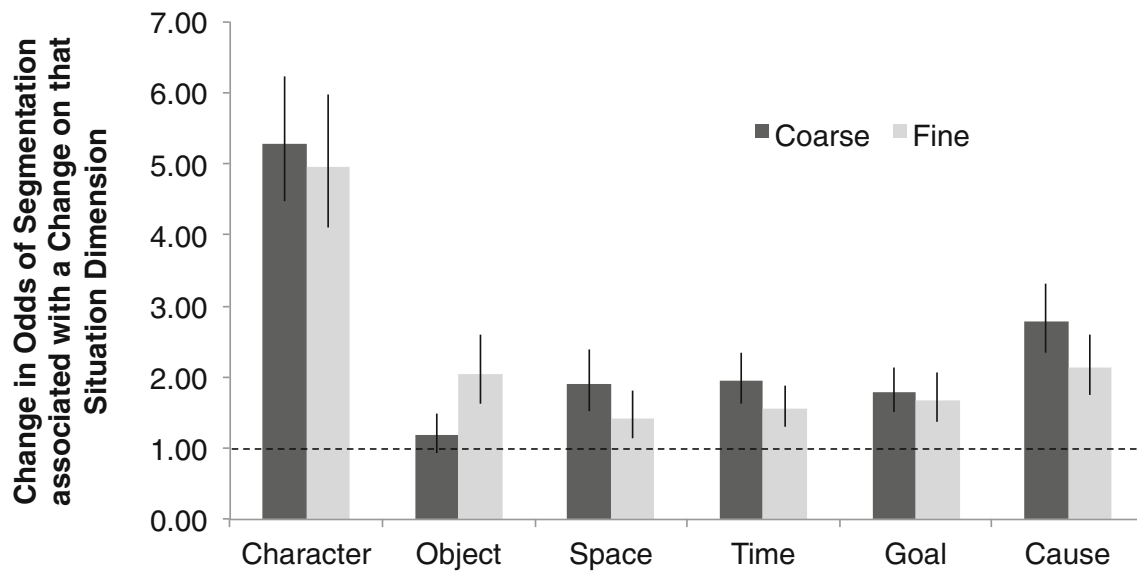 Change in Odds of Segmentation
associated with a Change on that
Situation Dimension
7.00
6.00
5.00
4.00
3.00
2.00
1.00
0.00
Coarse Fine
Character Object Space Time Goal Cause